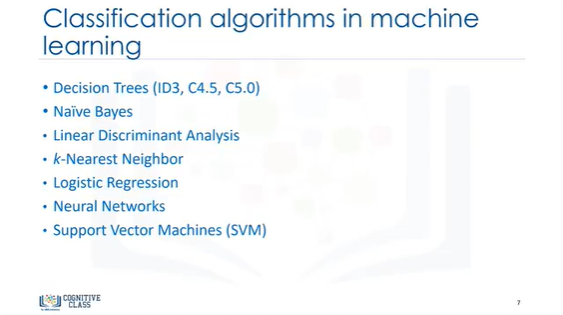 Classification algorithms in machine
learning
• Decision Trees (ID3, C4.5, C5.0)
• Naïve Bayes
• Linear Discriminant Analysis
• k-Nearest Neighbor
• Logistic Regression
• Neural Networks
• Support Vector Machines (SVM)
COGNITIVE
CLASS
7